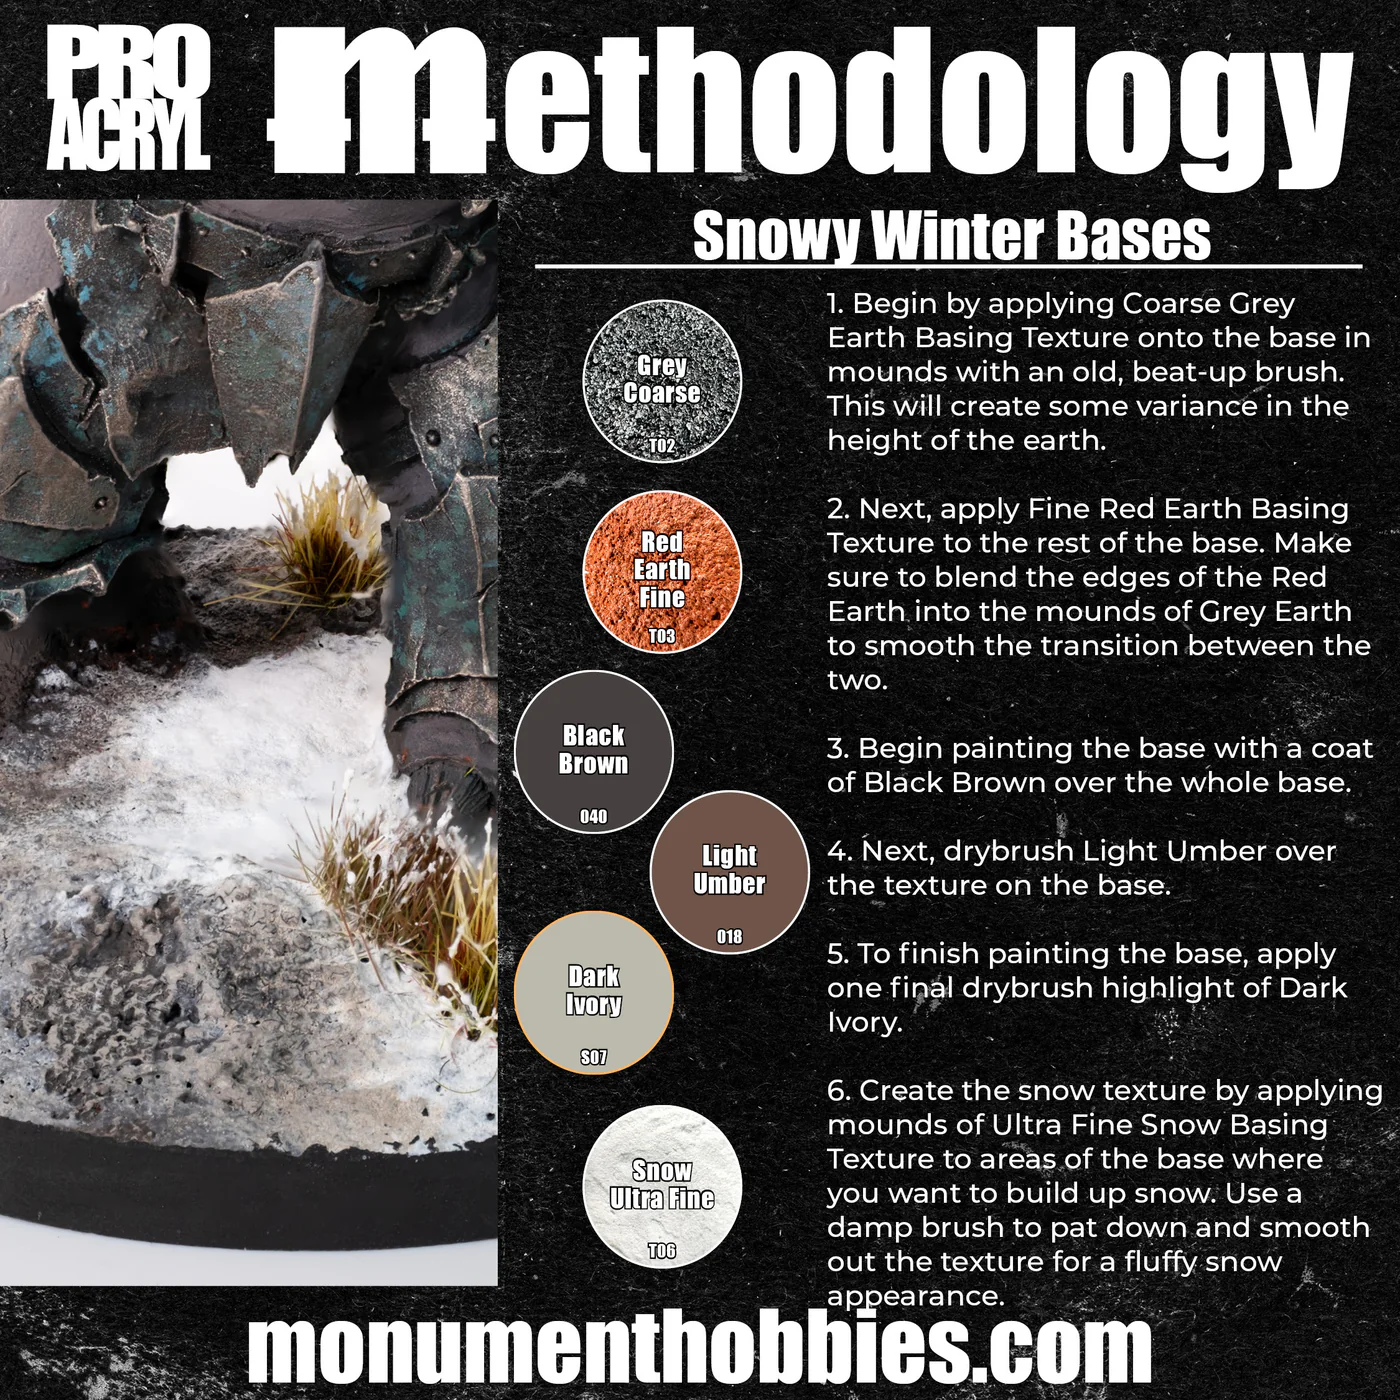 PRO
ACRYL
Methodology
Snowy Winter Bases
Grey
Coarse
T02
Red
Earth
Fine
T03
Black
Brown
040
Light
Umber
018
Dark
Ivory
S07
Snow
Ultra Fine
T06
1. Begin by applying Coarse Grey
Earth Basing Texture onto the base in
mounds with an old, beat-up brush.
This will create some variance in the
height of the earth.
2. Next, apply Fine Red Earth Basing
Texture to the rest of the base. Make
sure to blend the edges of the Red
Earth into the mounds of Grey Earth
to smooth the transition between the
two.
3. Begin painting the base with a coat
of Black Brown over the whole base.
4. Next, drybrush Light Umber over
the texture on the base.
5. To finish painting the base, apply
one final drybrush highlight of Dark
Ivory.
6. Create the snow texture by applying
mounds of Ultra Fine Snow Basing
Texture to areas of the base where
you want to build up snow. Use a
damp brush to pat down and smooth
out the texture for a fluffy snow
appearance.
monumenthobbies.com